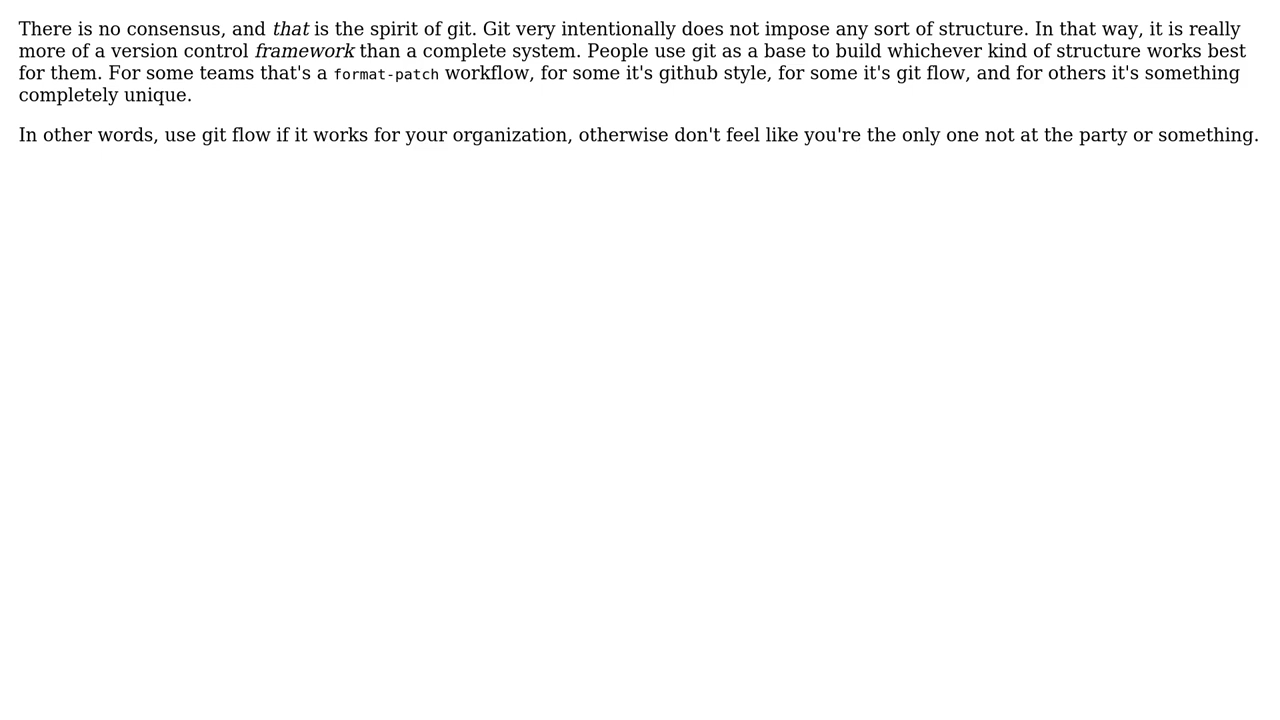 There is no consensus, and that is the spirit of git. Git very intentionally does not impose any sort of structure. In that way, it is really
more of a version control framework than a complete system. People use git as a base to build whichever kind of structure works best
for them. For some teams that's a format-patch workflow, for some it's github style, for some it's git flow, and for others it's something
completely unique.
In other words, use git flow if it works for your organization, otherwise don't feel like you're the only one not at the party or something.